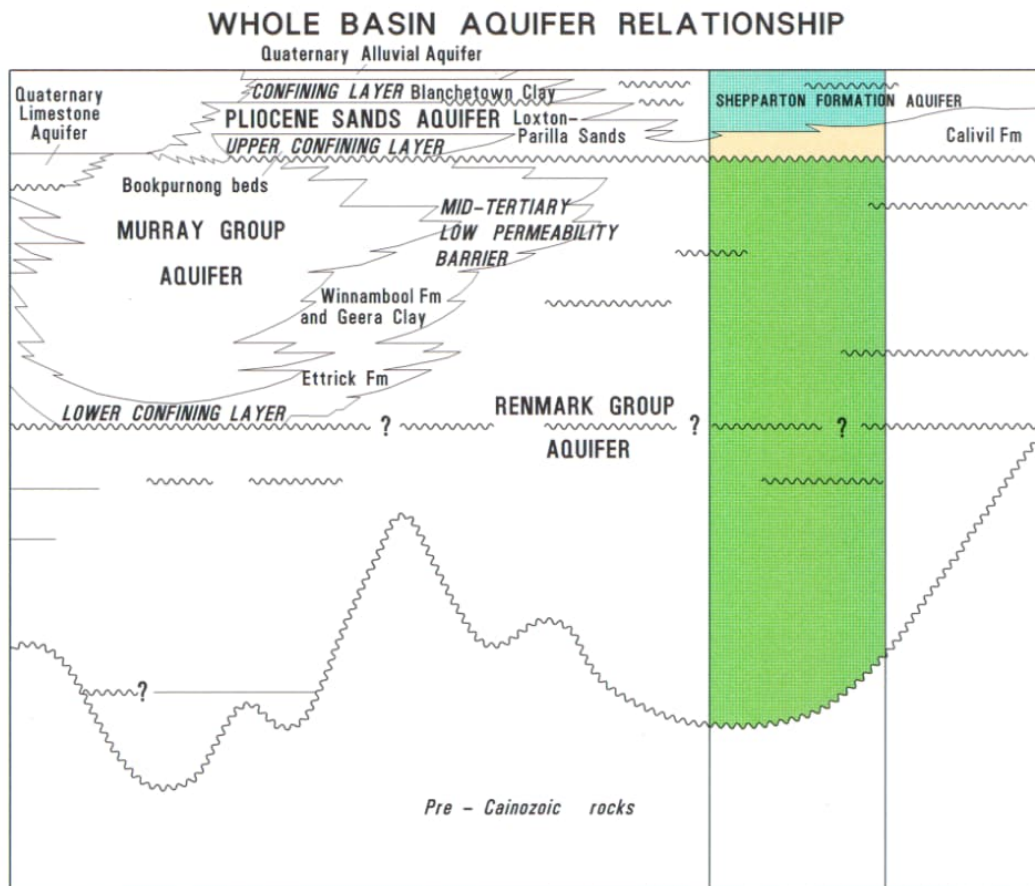 WHOLE BASIN AQUIFER RELATIONSHIP
Quaternary Alluvial Aquifer
Quaternary
Limestone
Aquifer
CONFINING LAYER Blanchetown Clay
PLIOCENE SANDS AQUIFER
Loxton-
Parilla Sands
UPPER CONFINING LAYER
SHEPPARTON FORMATION AQUIFER
Calivil Fm
Bookpurnong beds
MURRAY GROUP
AQUIFER
MID-TERTIARY
LOW PERMEABILITY
BARRIER
Winnambool Fm
and Geera Clay
Ettrick Fm
LOWER CONFINING LAYER
?
RENMARK GROUP
AQUIFER
?
?
?
Pre - Cainozoic rocks